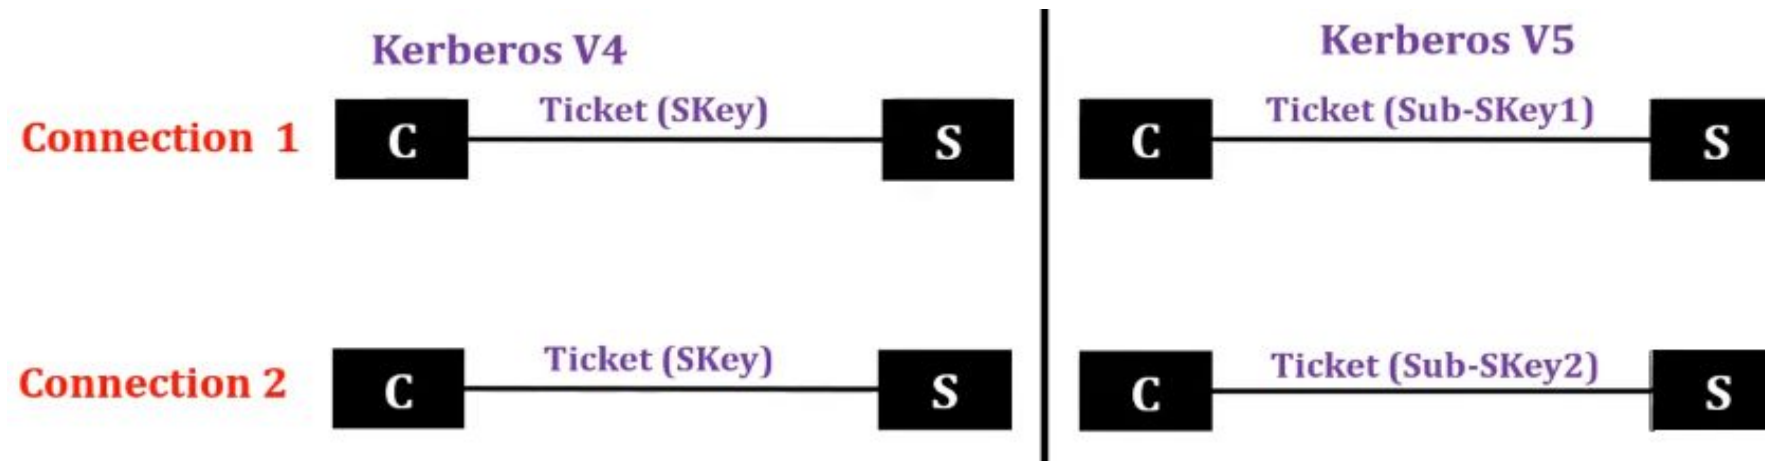 Kerberos V4
Kerberos V5
Connection 1
C
Ticket (SKey)
S
C
Ticket (Sub-SKey1)
S
Connection 2
C
Ticket (SKey)
S
C
Ticket (Sub-SKey2)
S